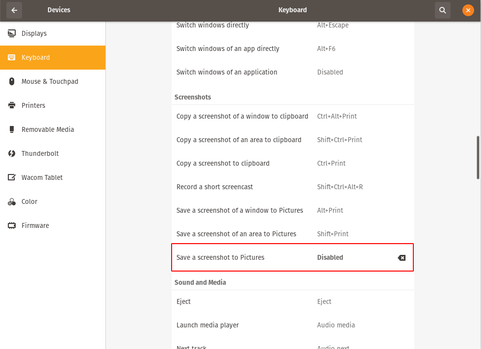 Devices
Keyboard
Displays
Keyboard
Mouse & Touchpad
Printers
Removable Media
Thunderbolt
Wacom Tablet
Color
Firmware
Switch windows directly Alt+Escape
Switch windows of an app directly Alt+F6
Switch windows of an application Disabled
Screenshots
Copy a screenshot of a window to clipboard Ctrl+Alt+Print
Copy a screenshot of an area to clipboard Shift+Ctrl+Print
Copy a screenshot to clipboard Ctrl+Print
Record a short screencast Shift+Ctrl+Alt+R
Save a screenshot of a window to Pictures Alt+Print
Save a screenshot of an area to Pictures Shift+Print
Save a screenshot to Pictures Disabled
Sound and Media
Eject Eject
Launch media player Audio media
Next track Audio next